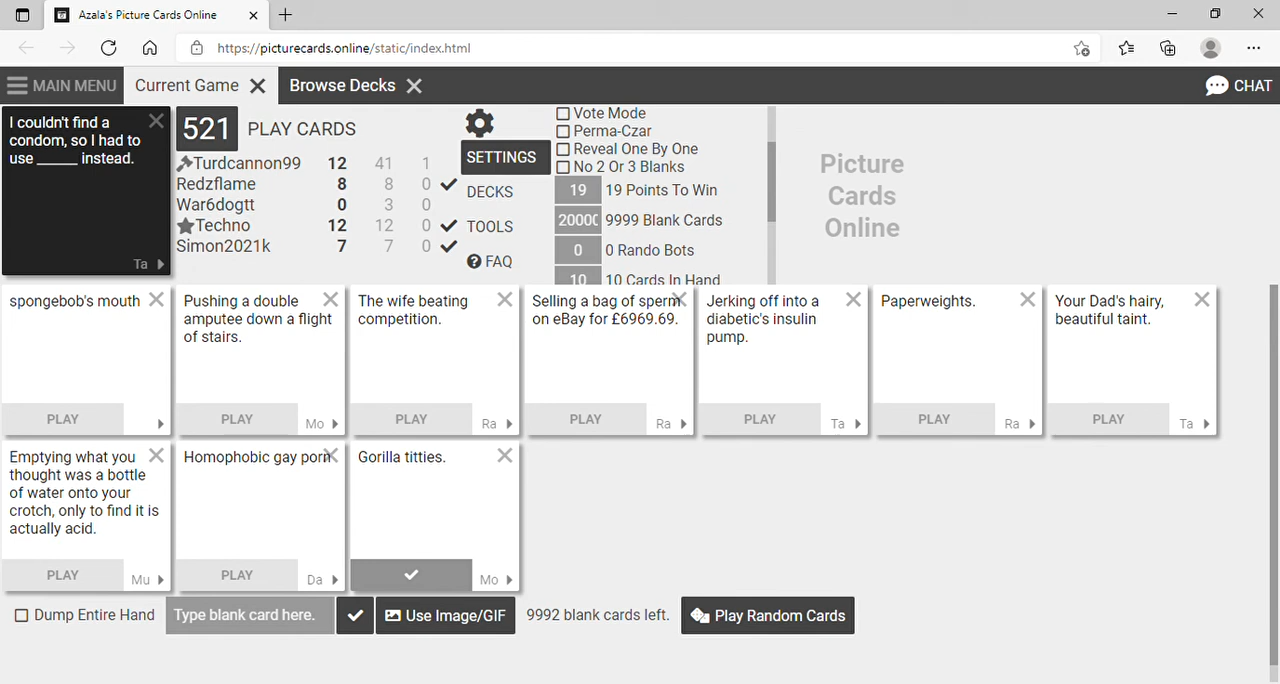 Azala's Picture Cards Online
https://picturecards.online/static/index.html
MAIN MENU
Current Game
Browse Decks
CHAT
I couldn't find a
condom, so I had to
use ______ instead.
Ta
521 PLAY CARDS
Turdcannon99 12 41 1
Redzflame 8 8 0
War6dogtt 0 3 0
Techno 12 12 0
Simon2021k 7 7 0
SETTINGS
DECKS
TOOLS
FAQ
Vote Mode
Perma-Czar
Reveal One By One
No 2 Or 3 Blanks
19 19 Points To Win
2000C 9999 Blank Cards
0 0 Rando Bots
10 10 Cards In Hand
Picture
Cards
Online
spongebob's mouth
PLAY
Pushing a double
amputee down a flight
of stairs.
PLAY Mo
The wife beating
competition.
PLAY Ra
Selling a bag of sperm
on eBay for £6969.69.
PLAY Ra
Jerking off into a
diabetic's insulin
pump.
PLAY Ta
Paperweights.
PLAY Ra
Your Dad's hairy,
beautiful taint.
PLAY Ta
Emptying what you
thought was a bottle
of water onto your
crotch, only to find it is
actually acid.
PLAY Mu
Homophobic gay porn
PLAY Da
Gorilla titties.
Mo
Dump Entire Hand
Type blank card here.
Use Image/GIF
9992 blank cards left.
Play Random Cards